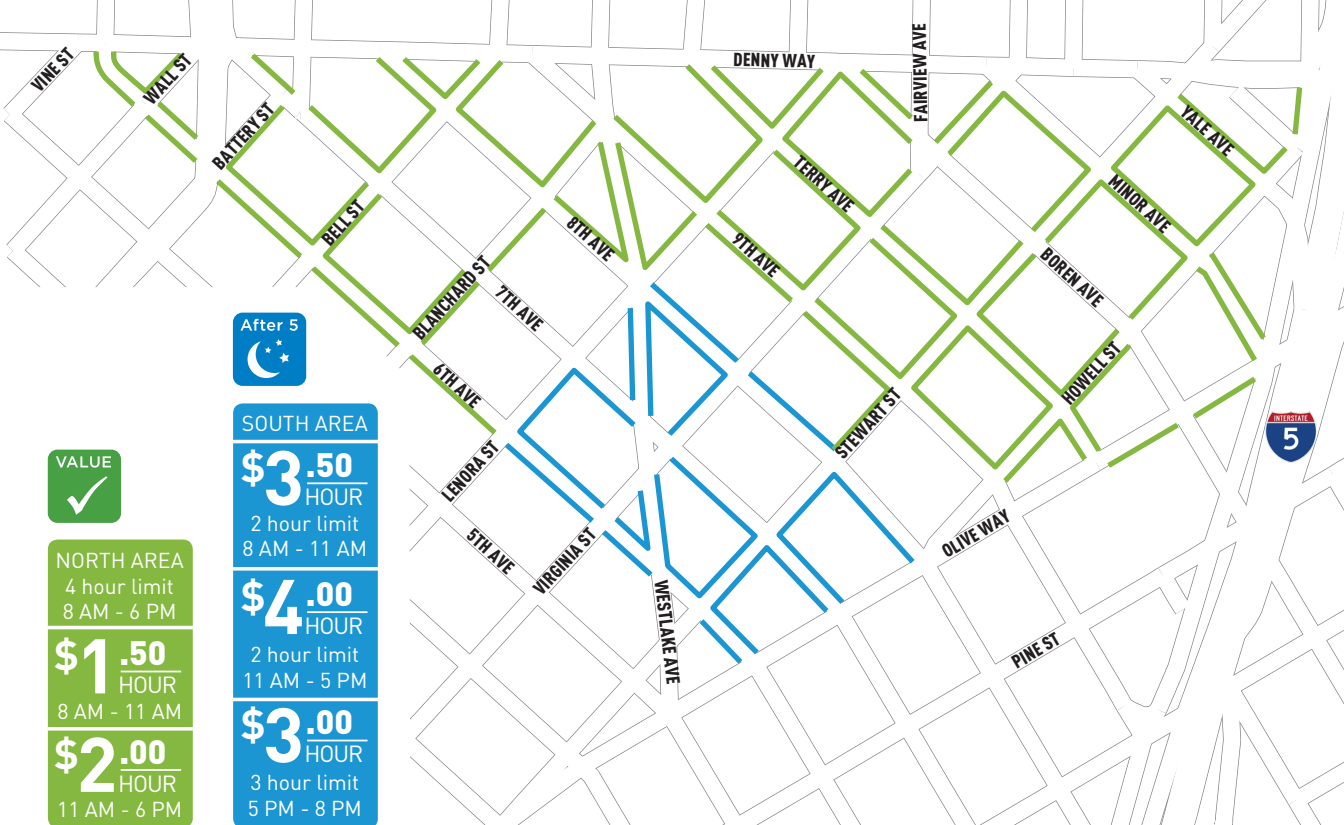 VINE ST
WALL ST
BATTERY ST
BELL ST
BLANCHARD ST
DENNY WAY
FAIRVIEW AVE
YALE AVE
MINOR AVE
TERRY AVE
8TH AVE
9TH AVE
BOREN AVE
7TH AVE
6TH AVE
HOWELL ST
STEWART ST
LENORA ST
5TH AVE
VIRGINIA ST
WESTLAKE AVE
OLIVE WAY
PINE ST
INTERSTATE
5
VALUE
NORTH AREA
4 hour limit
8 AM - 6 PM
$1.50
HOUR
8 AM - 11 AM
$2.00
HOUR
11 AM - 6 PM
After 5
SOUTH AREA
$3.50
HOUR
2 hour limit
8 AM - 11 AM
$4.00
HOUR
2 hour limit
11 AM - 5 PM
$3.00
HOUR
3 hour limit
5 PM - 8 PM